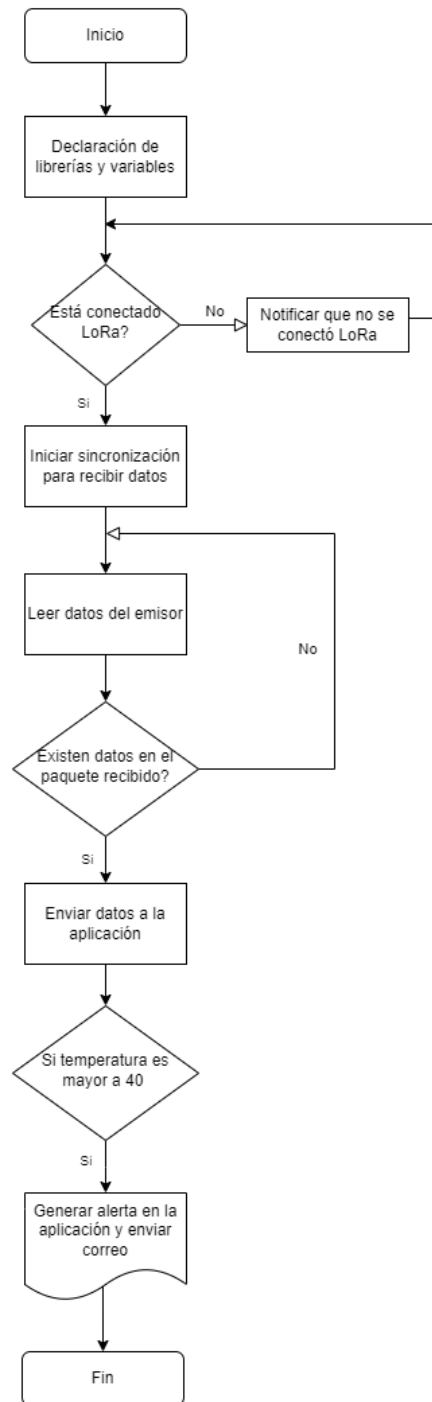 Inicio
Declaración de
librerías y variables
Está conectado
LoRa?
No
Notificar que no se
conectó LoRa
Si
Iniciar sincronización
para recibir datos
Leer datos del emisor
No
Existen datos en el
paquete recibido?
Si
Enviar datos a la
aplicación
Si temperatura es
mayor a 40
Si
Generar alerta en la
aplicación y enviar
correo
Fin